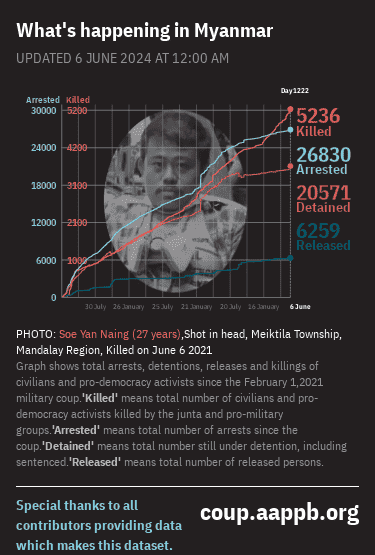 What's happening in Myanmar
UPDATED 6 JUNE 2024 AT 12:00 AM
Day1222
Arrested Killed
30000 5200
24000 4200
18000 3100
12000 2100
6000 1000
0
5236
Killed
26830
Arrested
20571
Detained
6259
Released
30 July 26 January 25 July 21 January 20 July 16 January 6 June
PHOTO: Soe Yan Naing (27 years),Shot in head, Meiktila Township,
Mandalay Region, Killed on June 6 2021
Graph shows total arrests, detentions, releases and killings of
civilians and pro-democracy activists since the February 1,2021
military coup.'Killed' means total number of civilians and pro-
democracy activists killed by the junta and pro-military
groups.'Arrested' means total number of arrests since the
coup.'Detained' means total number still under detention, including
sentenced.'Released' means total number of released persons.
Special thanks to all
contributors providing data
which makes this dataset.
coup.aappb.org